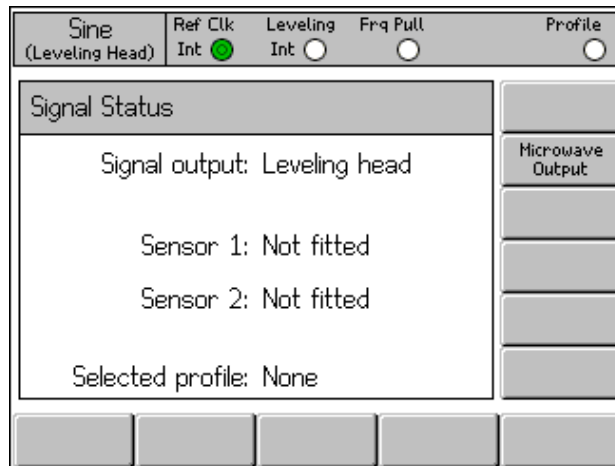 Sine
(Leveling Head)
Ref Clk
Int
Leveling
Int
Frq Pull
Profile
Signal Status
Signal output: Leveling head
Sensor 1: Not fitted
Sensor 2: Not fitted
Selected profile: None
Microwave
Output